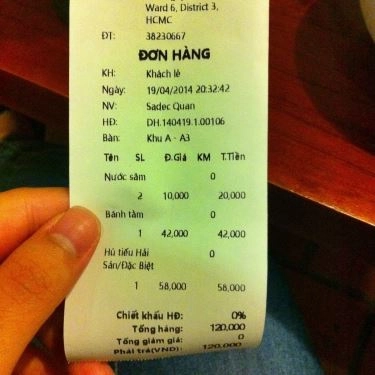 Ward 6, District 3,
HCMC
ĐT: 38230667
ĐƠN HÀNG
KH: Khách lẻ
Ngày: 19/04/2014 20:32:42
NV: Sadec Quan
HĐ: DH.140419.1.00106
Bàn: Khu A - A3
Tên SL Đ.Giá KM T.Tiền
Nước sâm 0
2 10,000 20,000
Bánh tằm 0
1 42,000 42,000
Hủ tiếu Hải 0
Sản/Đặc Biệt
1 58,000 58,000
Chiết khấu HĐ: 0%
Tổng hàng: 120,000
Tổng giảm giá: 0
Phải trả(VND): 120,000